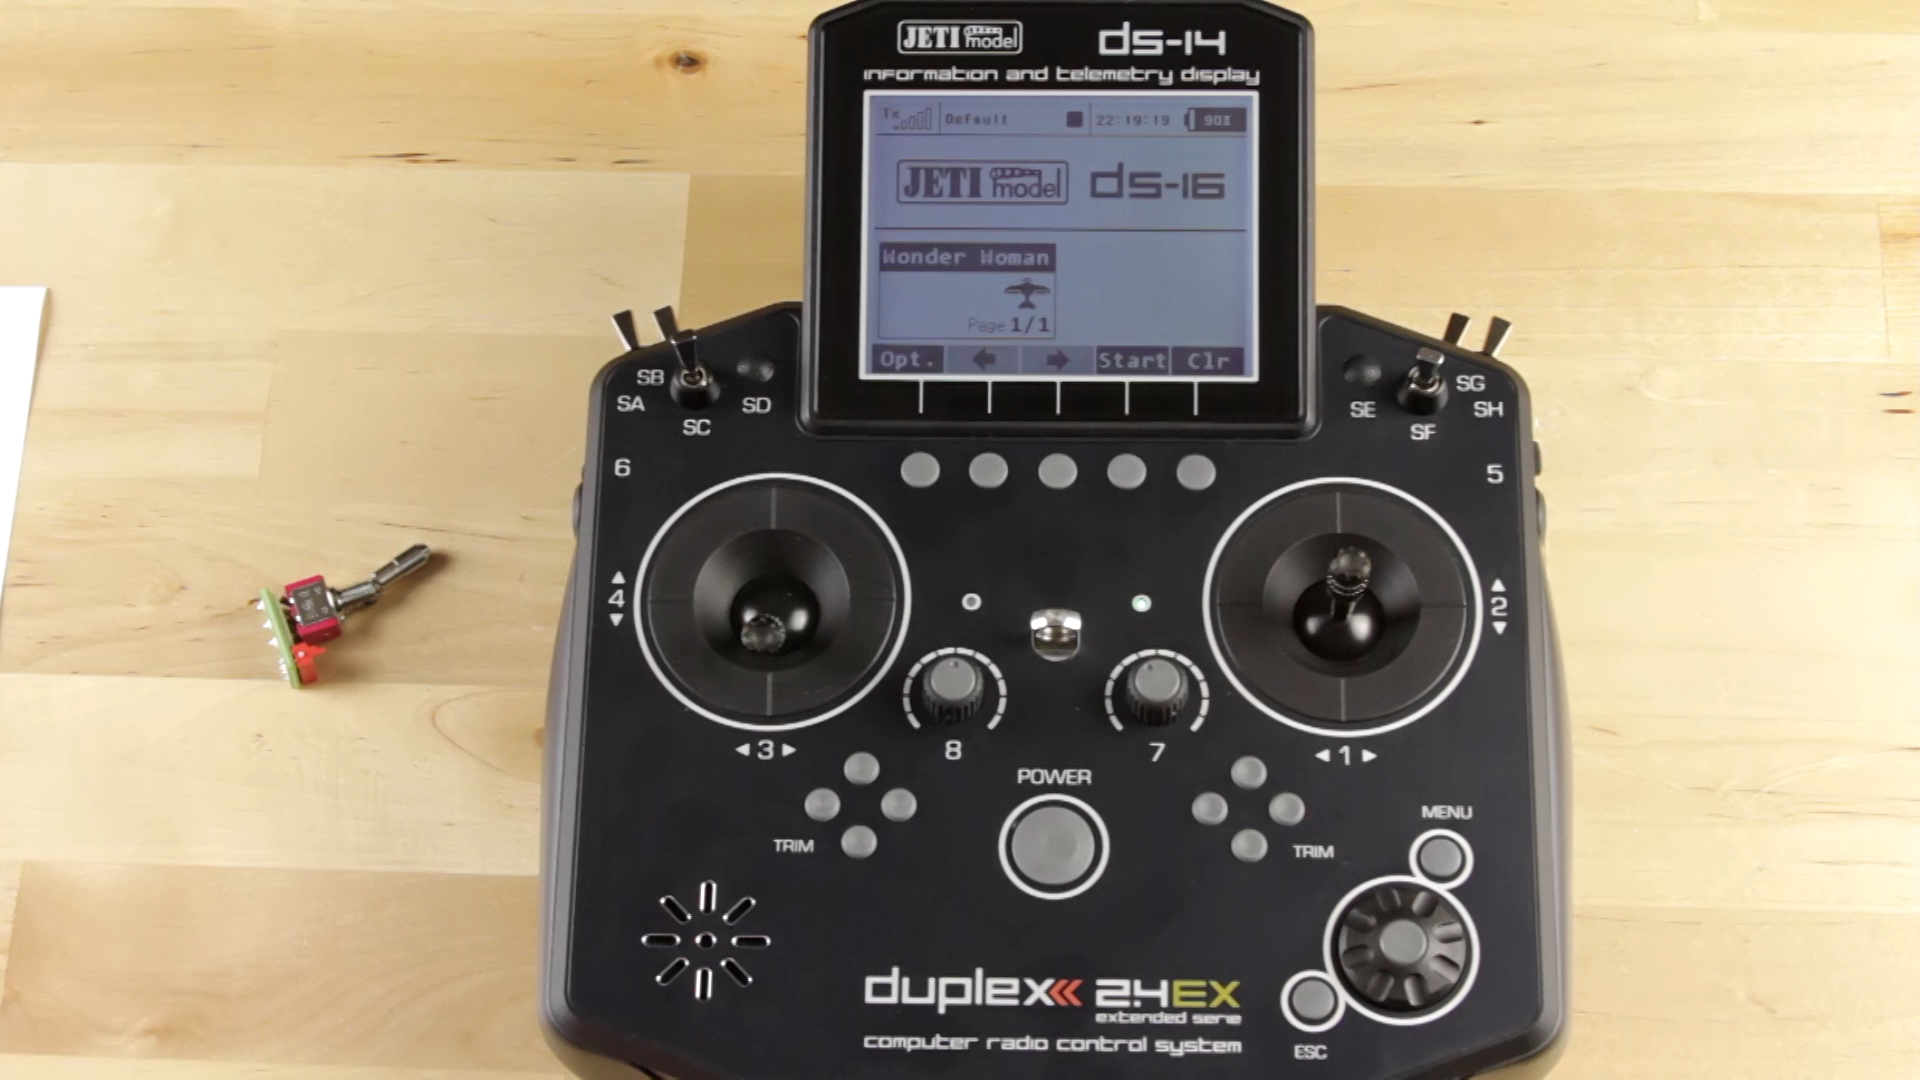 JETI model ds-14
information and telemetry display
Tx Default 22:19:19 90%
JETI model ds-16
Wonder Woman
Page 1/1
Opt. Start Clr
SB SD SA SC
SE SG SH SF
6 5
4 2
3 8 7 1
POWER
TRIM TRIM
MENU
duplex 2.4EX
extended serie
computer radio control system
ESC